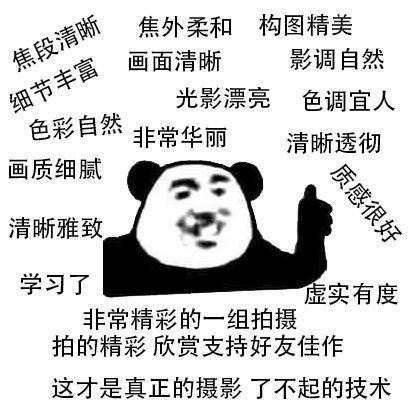 焦段清晰
焦外柔和
构图精美
细节丰富
画面清晰
影调自然
光影漂亮
色调宜人
色彩自然
非常华丽
清晰透彻
画质细腻
质感很好
清晰雅致
学习了
虚实有度
非常精彩的一组拍摄
拍的精彩 欣赏支持好友佳作
这才是真正的摄影 了不起的技术